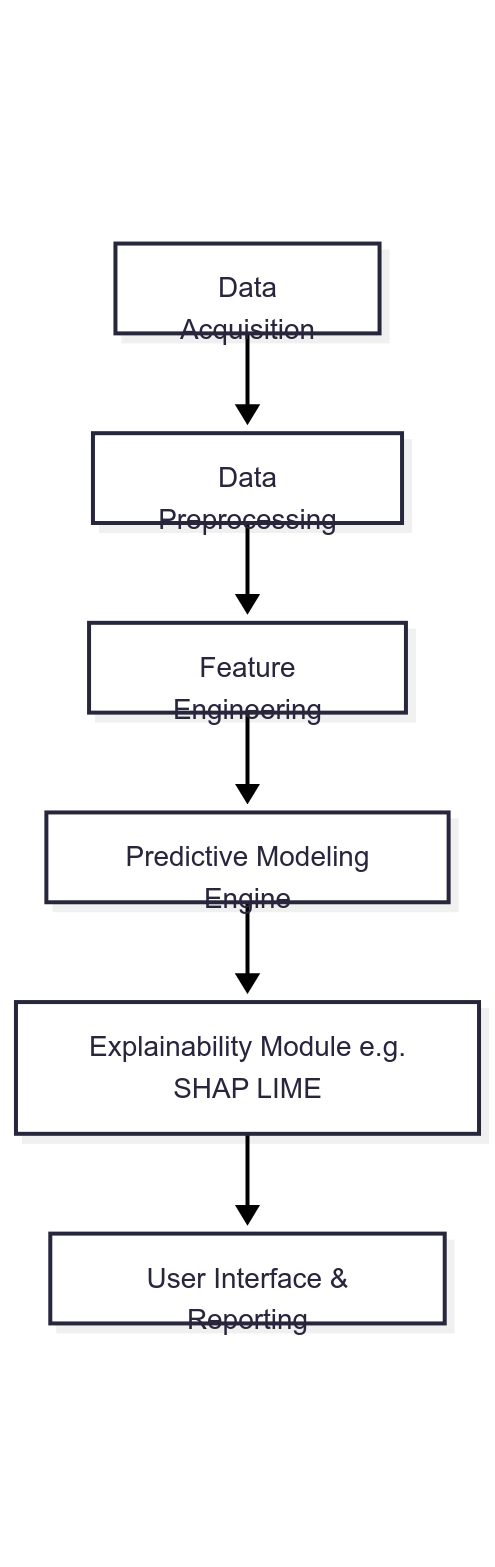 Data
Acquisition
Data
Preprocessing
Feature
Engineering
Predictive Modeling
Engine
Explainability Module e.g.
SHAP LIME
User Interface &
Reporting